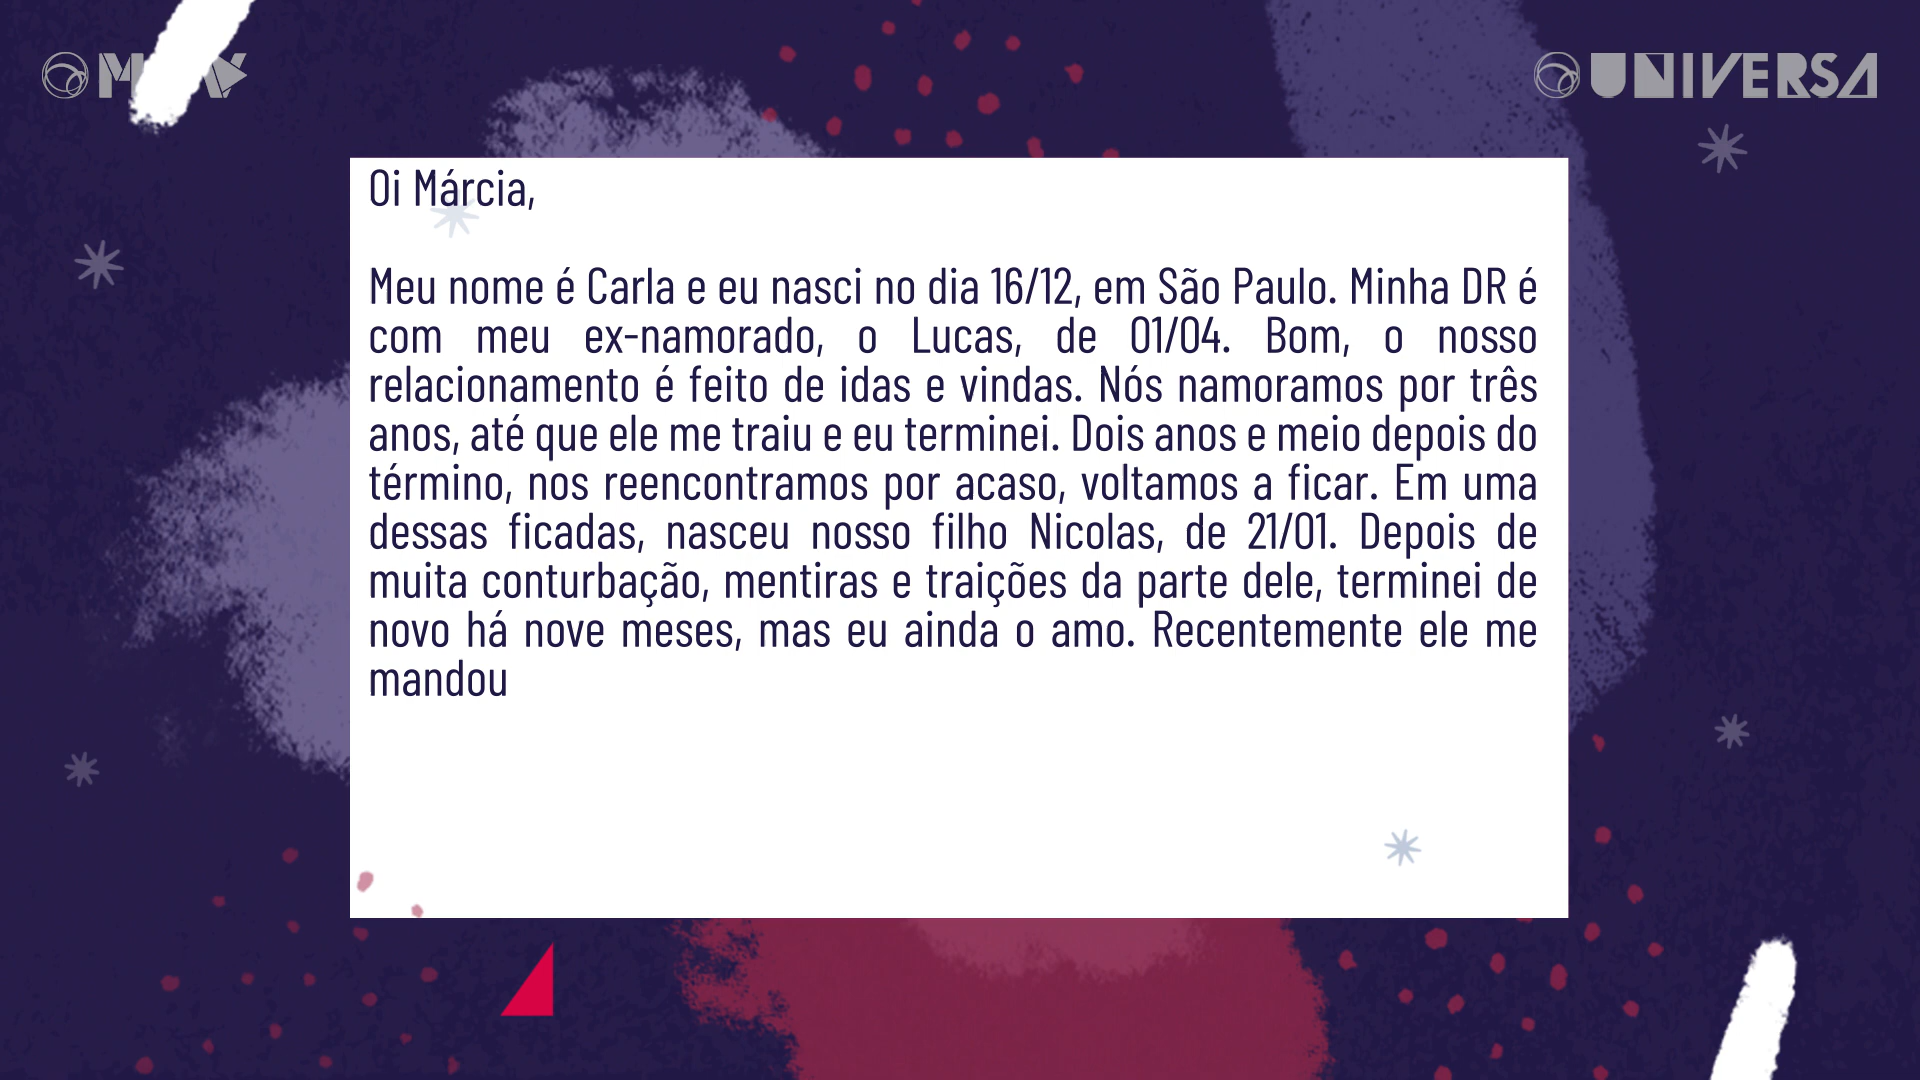 UNIVERSA
Oi Márcia,
Meu nome é Carla e eu nasci no dia 16/12, em São Paulo. Minha DR é
com meu ex-namorado, o Lucas, de 01/04. Bom, o nosso
relacionamento é feito de idas e vindas. Nós namoramos por três
anos, até que ele me traiu e eu terminei. Dois anos e meio depois do
término, nos reencontramos por acaso, voltamos a ficar. Em uma
dessas ficadas, nasceu nosso filho Nicolas, de 21/01. Depois de
muita conturbação, mentiras e traições da parte dele, terminei de
novo há nove meses, mas eu ainda o amo. Recentemente ele me
mandou